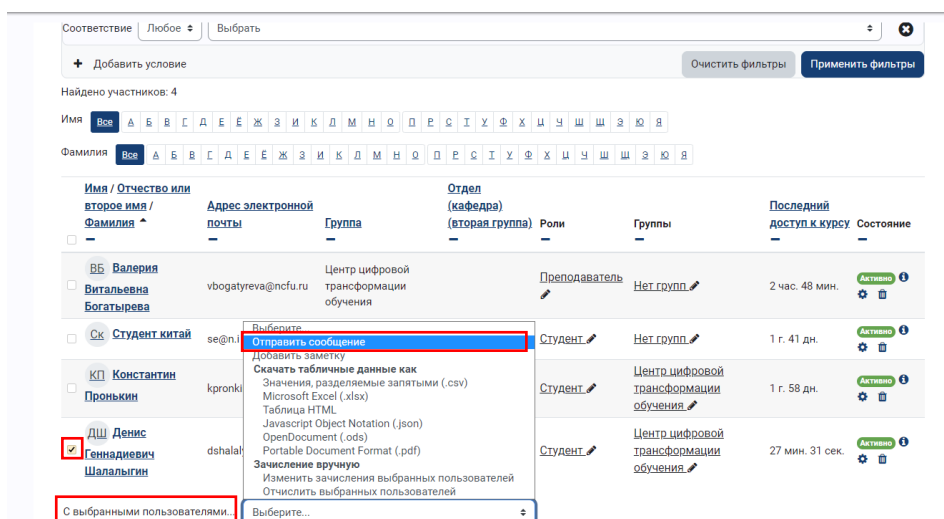 Соответствие Любое Выбрать
Добавить условие Очистить фильтры Применить фильтры
Найдено участников: 4
Имя Все А Б В Г Д Е Ё Ж З И К Л М Н О П Р С Т У Ф Х Ц Ч Ш Щ Э Ю Я
Фамилия Все А Б В Г Д Е Ё Ж З И К Л М Н О П Р С Т У Ф Х Ц Ч Ш Щ Э Ю Я
Имя / Отчество или
второе имя /
Фамилия
Адрес электронной
почты
Группа
Отдел
(кафедра)
(вторая группа)
Роли
Группы
Последний
доступ к курсу
Состояние
ВБ Валерия
Витальевна
Богатырева
vbogatyreva@ncfu.ru
Центр цифровой
трансформации
обучения
Преподаватель
Нет групп
2 час. 48 мин.
Активно
Ск Студент китай
se@n.i
Студент
Нет групп
1 г. 41 дн.
Активно
КП Константин
Пронькин
kpronki
Студент
Центр цифровой
трансформации
обучения
1 г. 58 дн.
Активно
ДШ Денис
Геннадиевич
Шалалыгин
dshalal
Студент
Центр цифровой
трансформации
обучения
27 мин. 31 сек.
Активно
Выберите...
Отправить сообщение
Добавить заметку
Скачать табличные данные как
Значения, разделяемые запятыми (.csv)
Microsoft Excel (.xlsx)
Таблица HTML
Javascript Object Notation (.json)
OpenDocument (.ods)
Portable Document Format (.pdf)
Зачисление вручную
Изменить зачисления выбранных пользователей
Отчислить выбранных пользователей
С выбранными пользователями... Выберите...